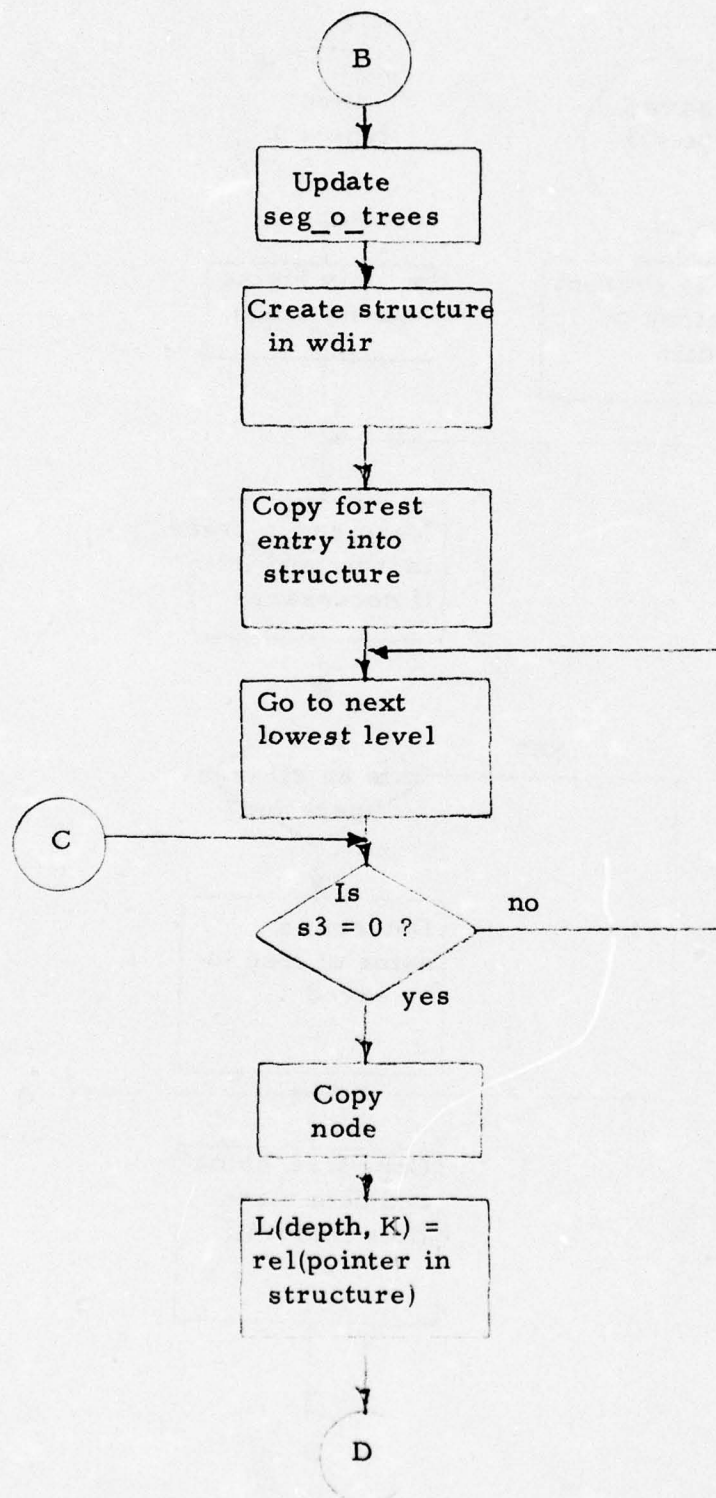 B
Update
seg_o_trees
Create structure
in wdir
Copy forest
entry into
structure
Go to next
lowest level
C
Is
s3 = 0 ?
no
yes
Copy
node
L(depth, K) =
rel(pointer in
structure)
D